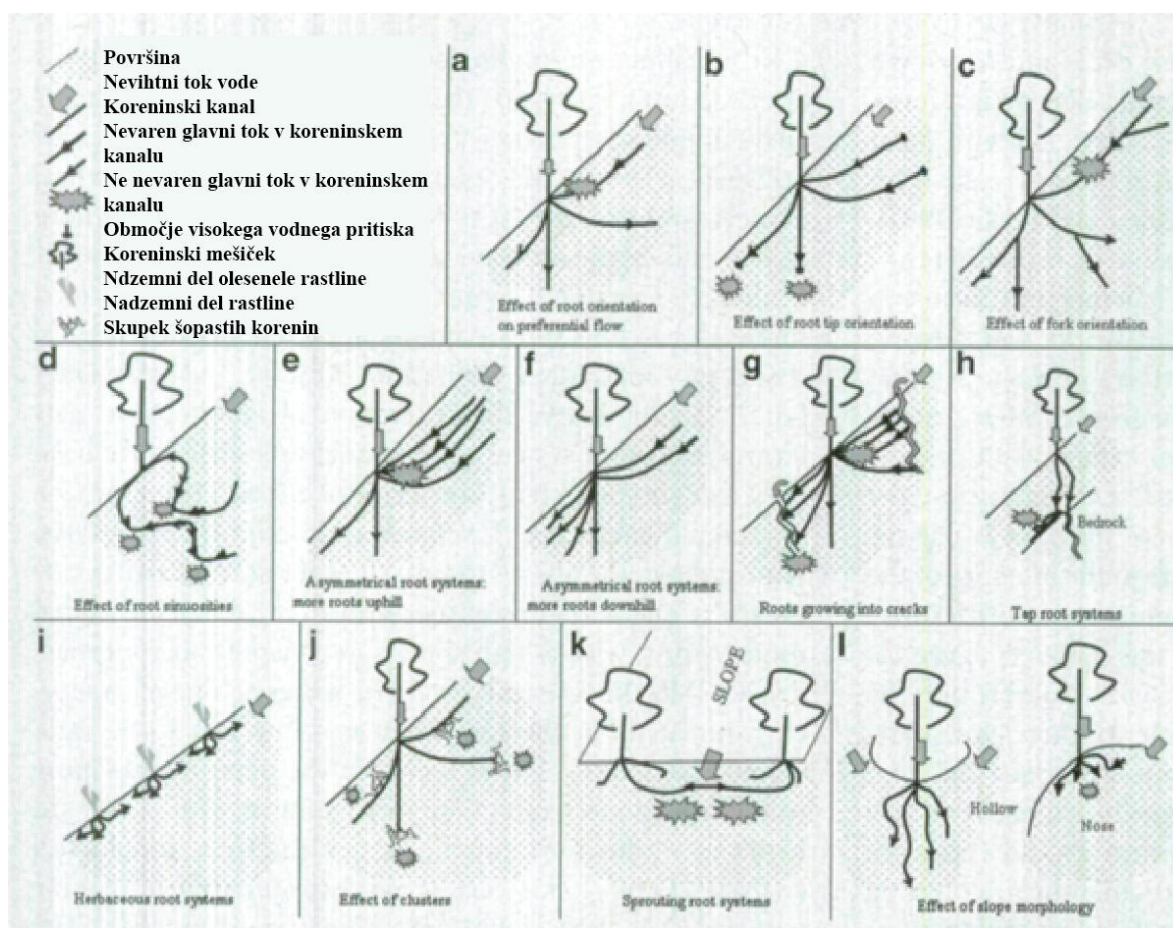 Površina
Nevihtni tok vode
Koreninski kanal
Nevaren glavni tok v koreninskem
kanalu
Ne nevaren glavni tok v koreninskem
kanalu
Območje visokega vodnega pritiska
Koreninski mešiček
Ndzemni del olesenele rastline
Nadzemni del rastline
Skupek šopastih korenin
a
Effect of root orientation
on preferential flow
b
Effect of root tip orientation
c
Effect of fork orientation
d
Effect of root sinuosities
e
Asymmetrical root systems:
more roots uphill
f
Asymmetrical root systems:
more roots downhill
g
Roots growing into cracks
h
Bedrock
Tap root systems
i
Herbaceous root systems
j
Effect of clusters
k
SLOPE
Sprouting root systems
l
Hollow
Nose
Effect of slope morphology